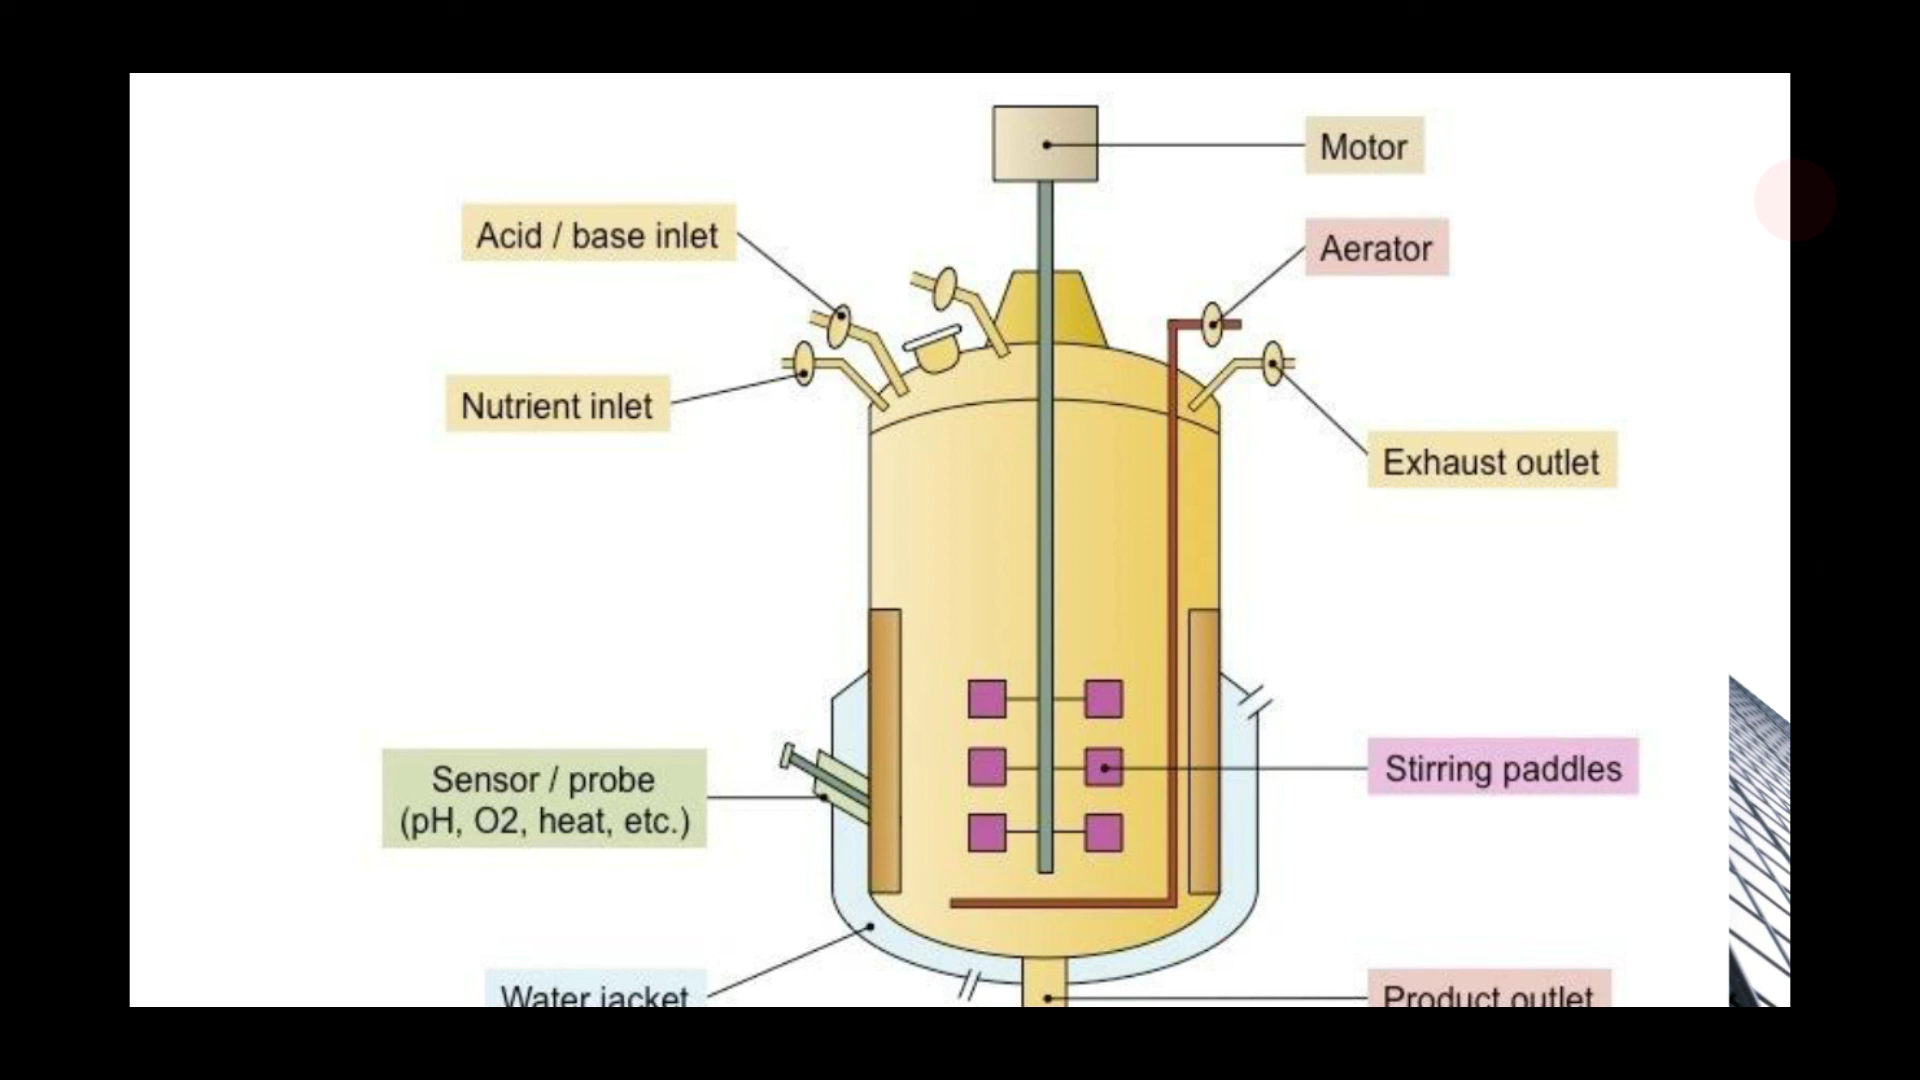 Motor
Acid / base inlet
Aerator
Nutrient inlet
Exhaust outlet
Sensor / probe
(pH, O2, heat, etc.)
Stirring paddles
Water jacket
Product outlet